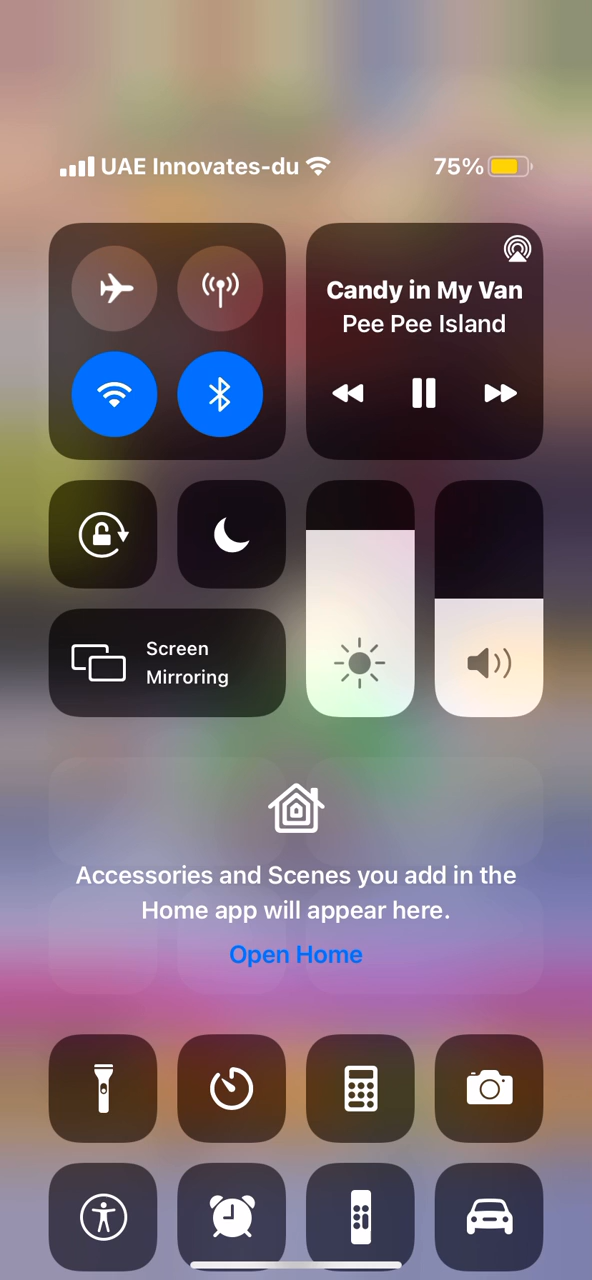 UAE Innovates-du 75%
Candy in My Van
Pee Pee Island
Screen
Mirroring
Accessories and Scenes you add in the
Home app will appear here.
Open Home